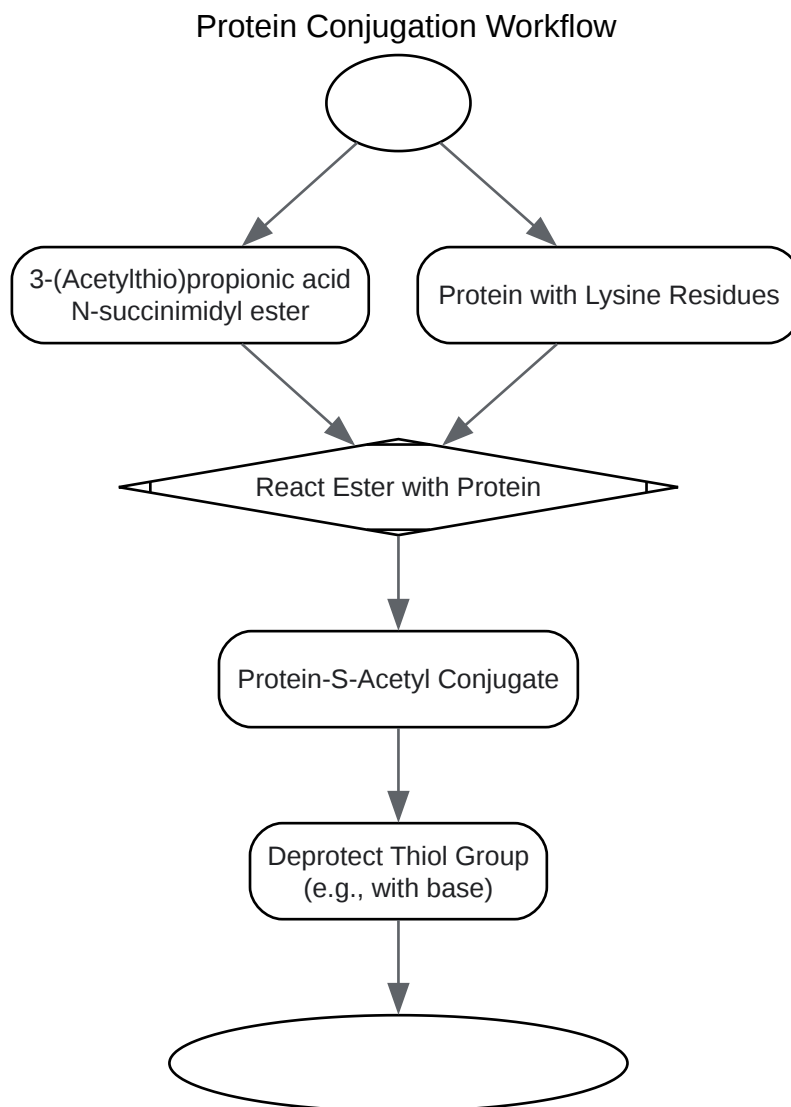 Protein Conjugation Workflow
3-(Acetylthio)propionic acid
N-succinimidyl ester
Protein with Lysine Residues
React Ester with Protein
Protein-S-Acetyl Conjugate
Deprotect Thiol Group
(e.g., with base)